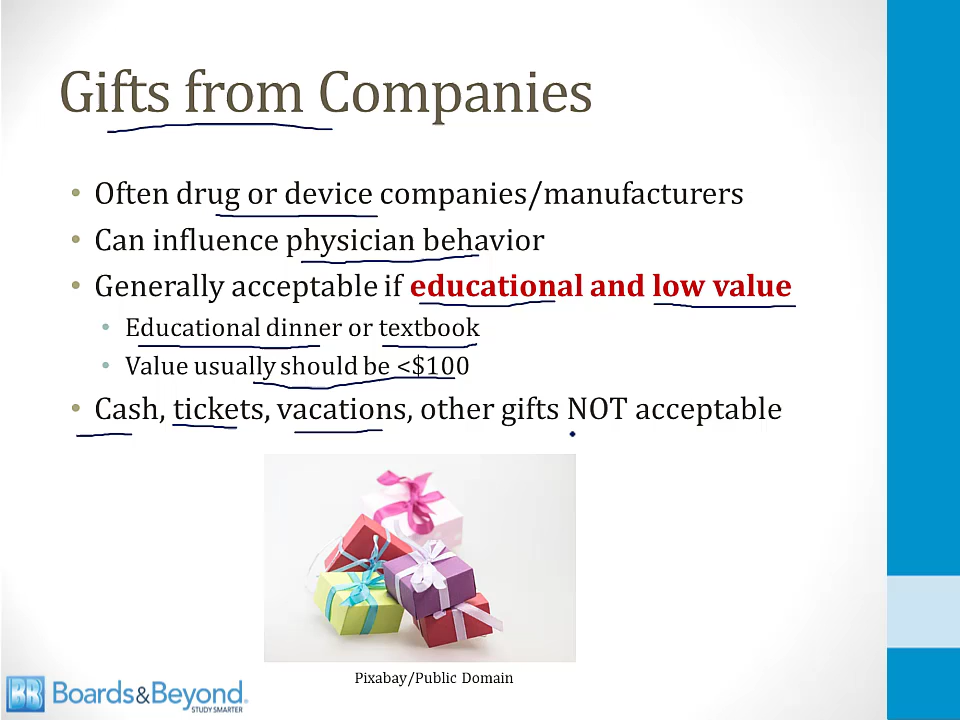 Gifts from Companies
• Often drug or device companies/manufacturers
• Can influence physician behavior
• Generally acceptable if educational and low value
• Educational dinner or textbook
• Value usually should be <$100
• Cash, tickets, vacations, other gifts NOT acceptable
Pixabay/Public Domain
BB Boards&Beyond.
STUDY SMARTER